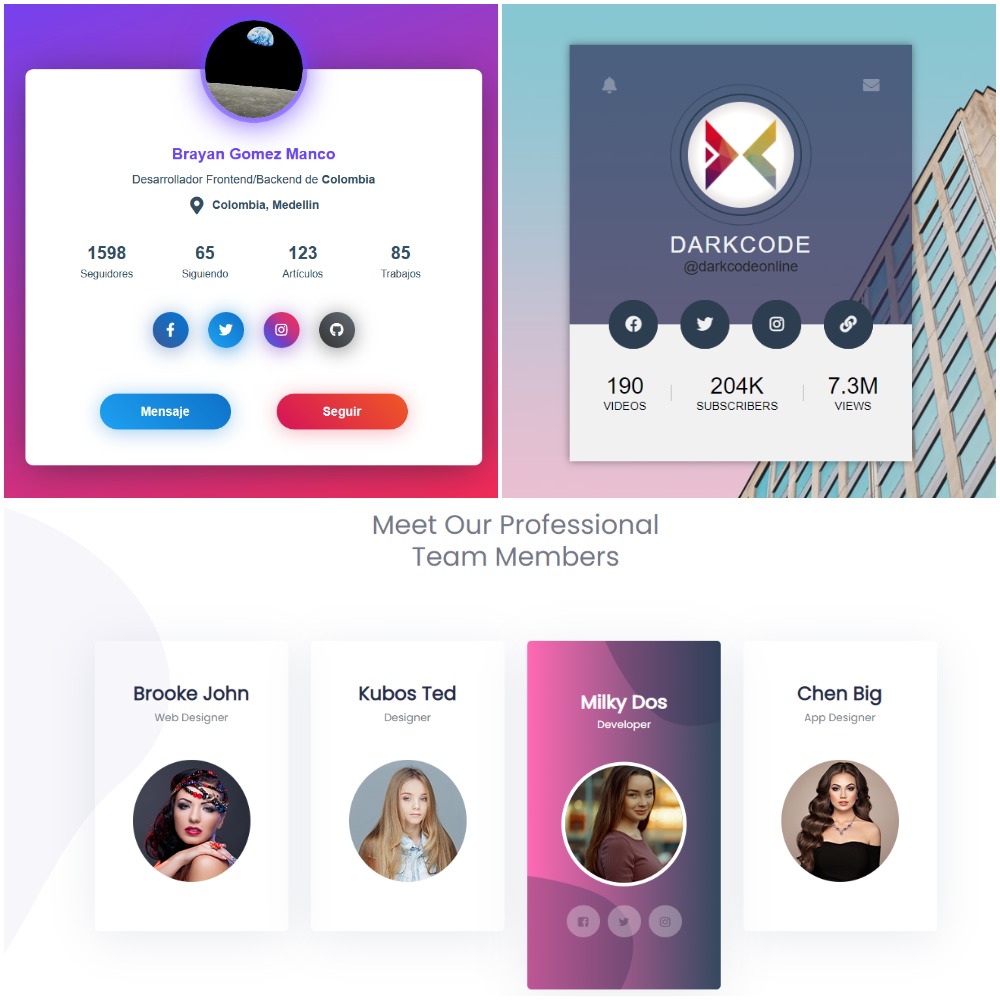 Brayan Gomez Manco
Desarrollador Frontend/Backend de Colombia
Colombia, Medellin
1598 65 123 85
Seguidores Siguiendo Artículos Trabajos
Mensaje Seguir
DARKCODE
@darkcodeonline
190 204K 7.3M
VIDEOS SUBSCRIBERS VIEWS
Meet Our Professional
Team Members
Brooke John
Web Designer
Kubos Ted
Designer
Milky Dos
Developer
Chen Big
App Designer